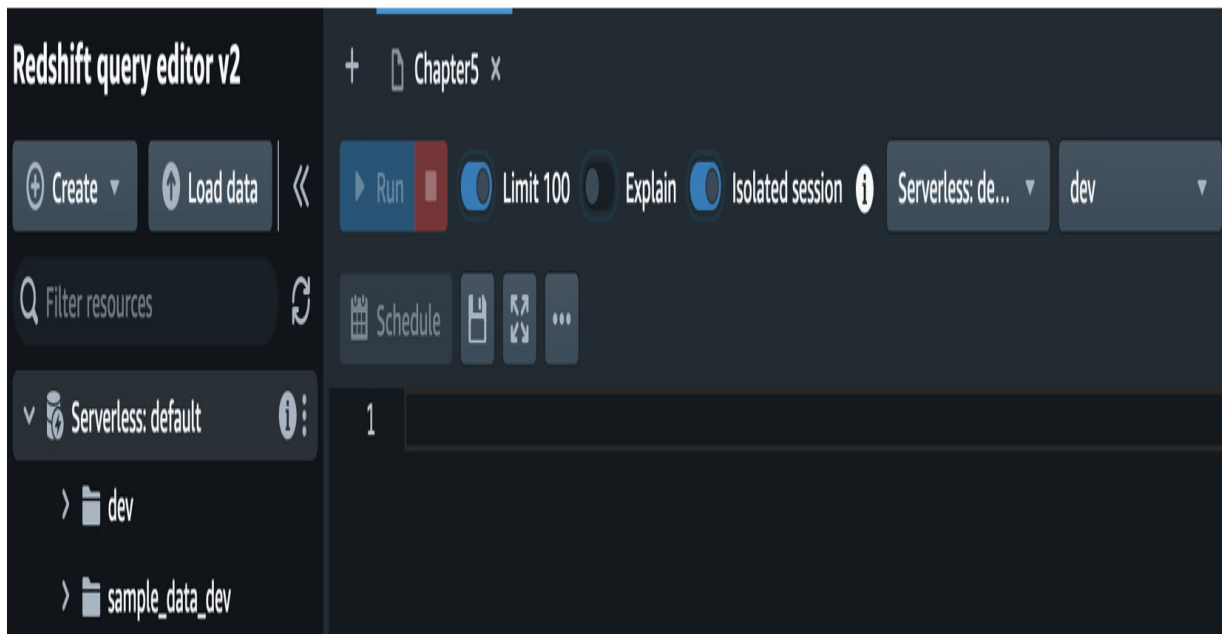 Redshift query editor v2
+ Chapter5 ×
Create Load data
Run Limit 100 Explain Isolated session Serverless: de... dev
Filter resources
Schedule ...
Serverless: default
1
dev
sample_data_dev